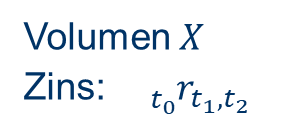 Volumen X
Zins: t₀rt₁,t₂